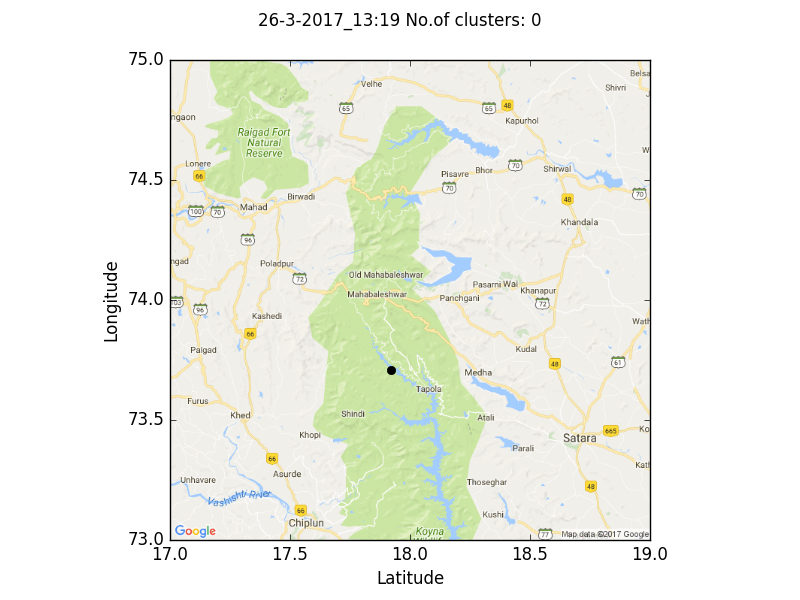 26-3-2017_13:19 No.of clusters: 0
75.0
74.5
74.0
73.5
73.0
17.0
17.5
18.0
18.5
19.0
Longitude
Latitude
Velhe
65
65
48
Shivri
Belsa
Kapurhol
ngaon
Raigad Fort
Natural
Reserve
Lonere
66
Pisavre
Bhor
70
Shirwal
W
70
70
48
Birwadi
Mahad
100
70
Khandala
96
ngad
Poladpur
72
Old Mahabaleshwar
Mahabaleshwar
Pasarni
Wai
Khanapur
Panchgani
72
103
96
Kashedi
66
Wath
Palgad
Kudal
48
61
Medha
Tapola
Furus
Khed
Shindi
Atali
Khopi
Satara
665
Ko
Parali
66
Asurde
Kath
Unhavare
Vashishti River
Thoseghar
48
66
Chiplun
Kushi
Koyna
77
Google
Map data ©2017 Google